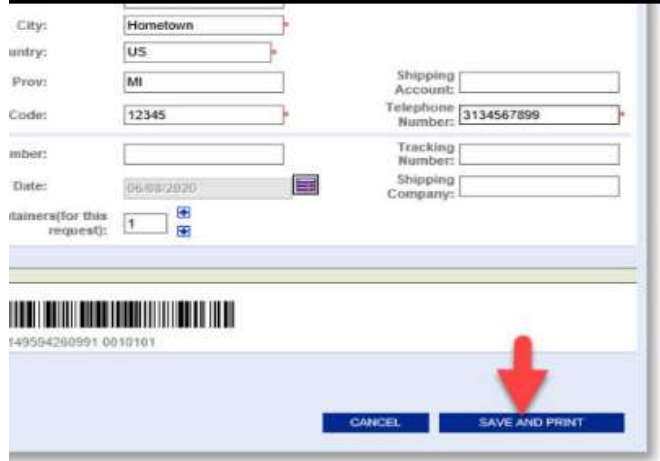 City: Hometown *
untry: US *
Prov: MI Shipping Account:
Code: 12345 * Telephone Number: 3134567899 *
mber: Tracking Number:
Date: 06/08/2020 Shipping Company:
tainers(for this request): 1
149594260991 0010101
CANCEL SAVE AND PRINT